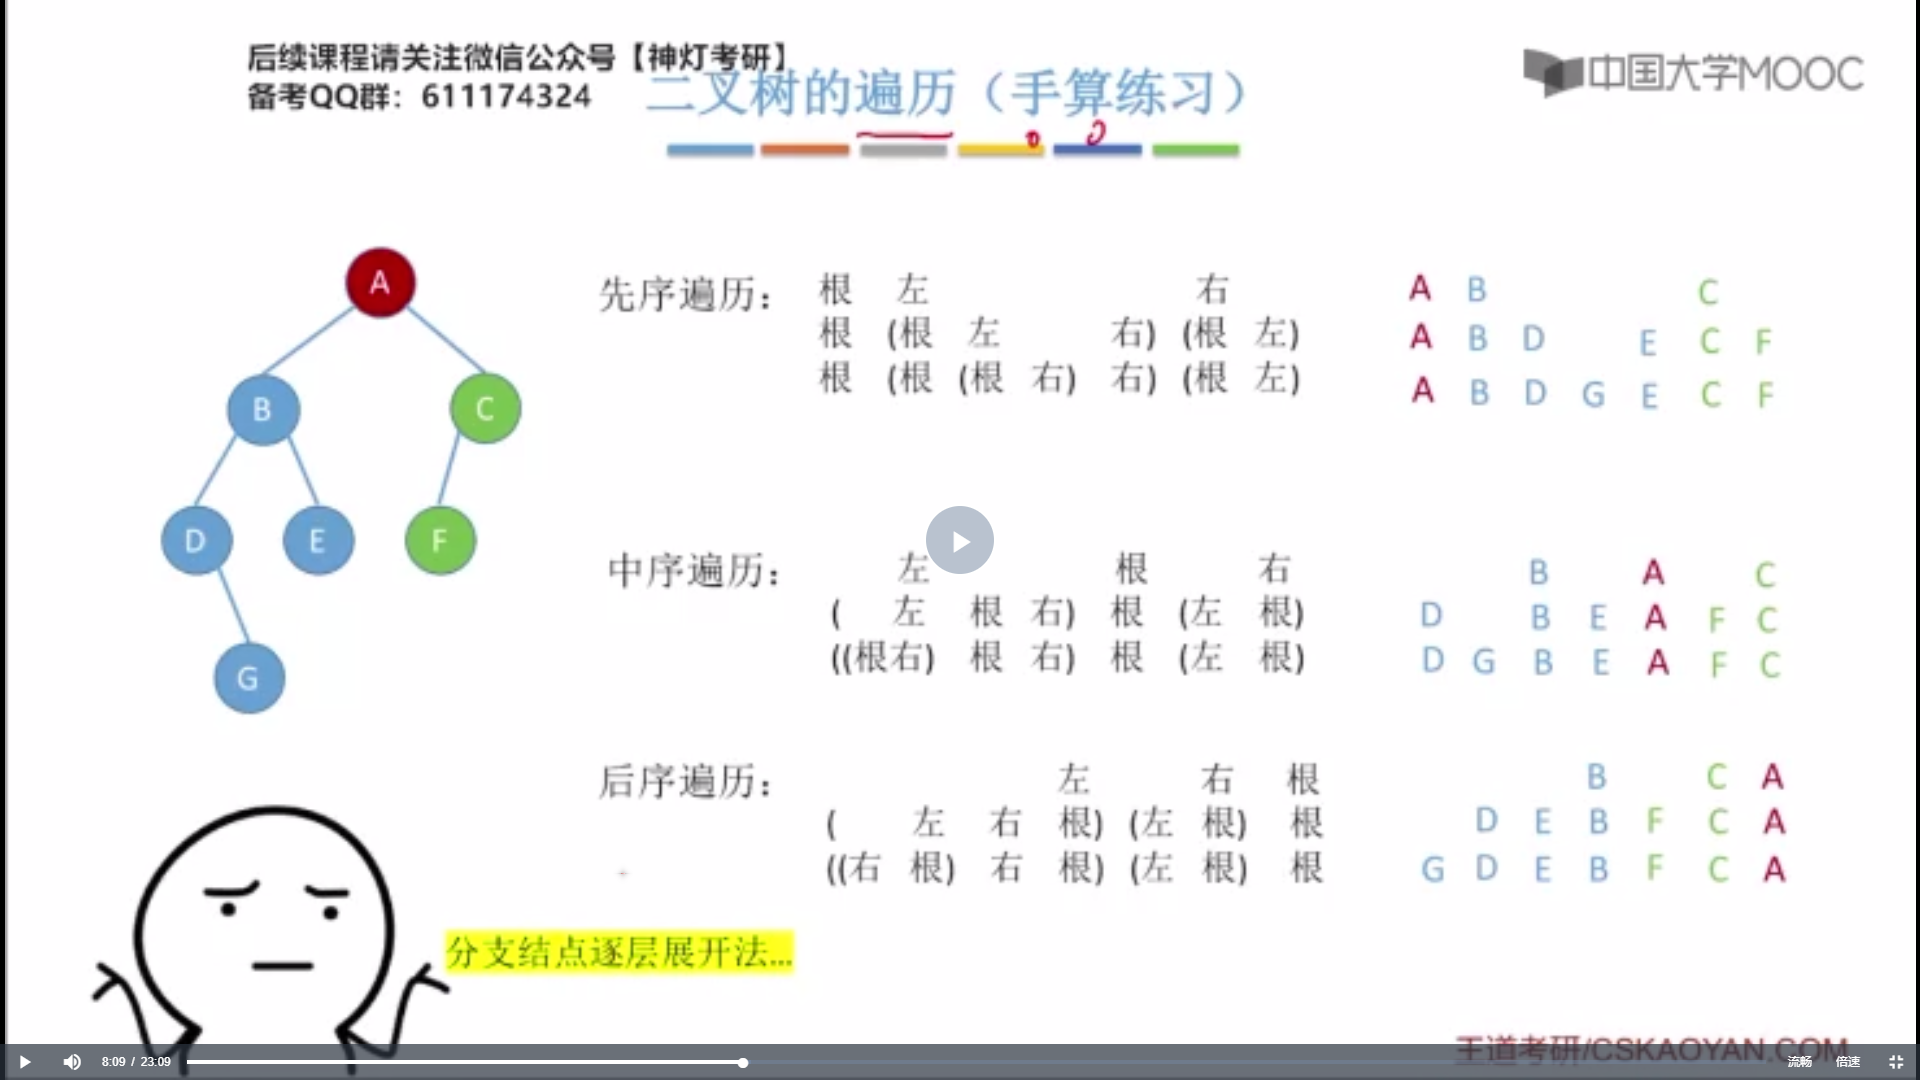 后续课程请关注微信公众号【神灯考研】
备考QQ群：611174324
二叉树的遍历（手算练习）
中国大学MOOC
A
B C
D E F
G
先序遍历：
根 左 右
根 (根 左 右) (根 左)
根 (根 (根 右) 右) (根 左)
A B C
A B D E C F
A B D G E C F
中序遍历：
左 根 右
( 左 根 右) 根 (左 根)
((根右) 根 右) 根 (左 根)
B A C
D B E A F C
D G B E A F C
后序遍历：
左 右 根
( 左 右 根) (左 根) 根
((右 根) 右 根) (左 根) 根
B C A
D E B F C A
G D E B F C A
分支结点逐层展开法...
王道考研/CSKAOYAN.COM
8:09 / 23:09
流畅 倍速